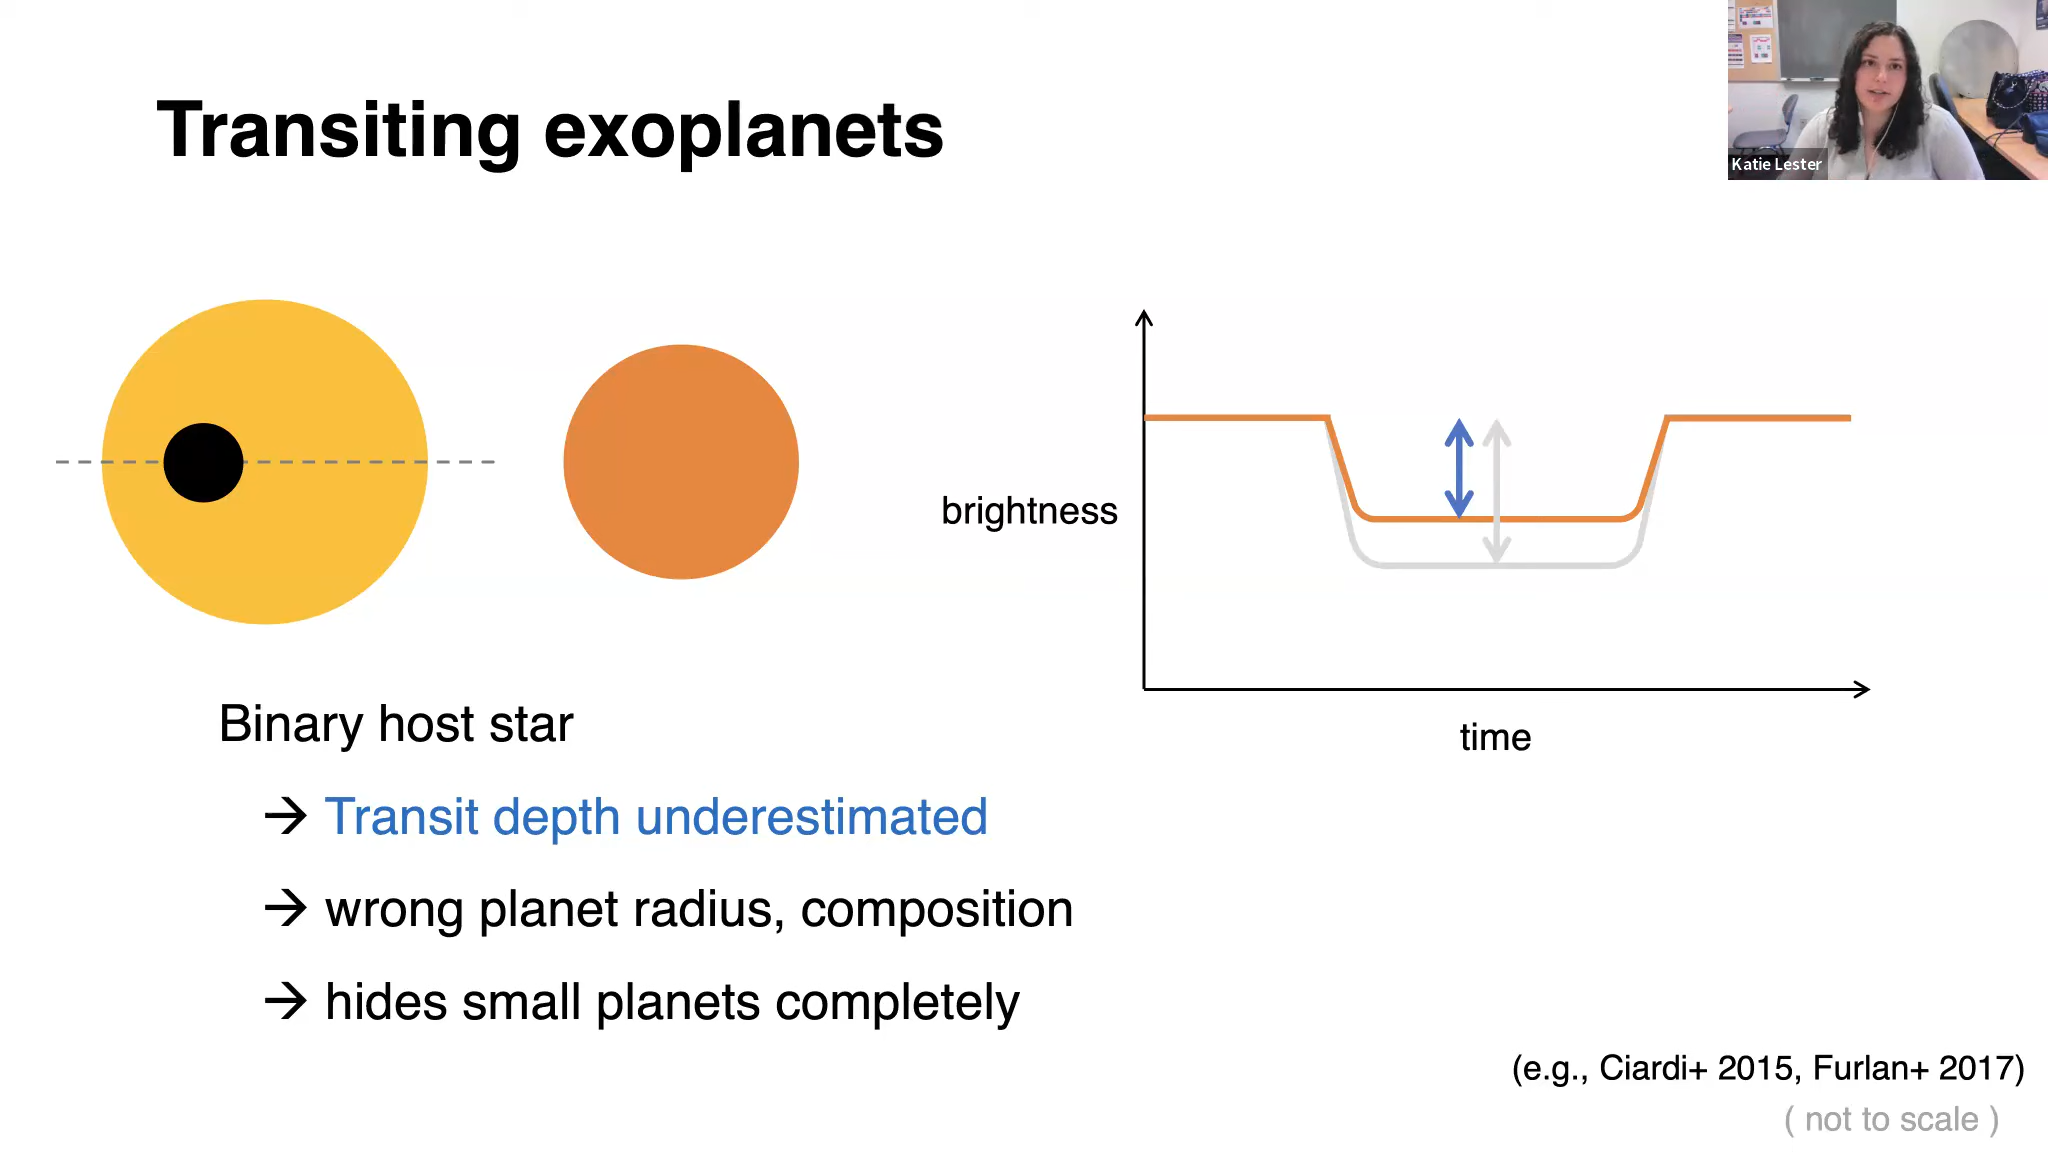 Transiting exoplanets
Katie Lester
brightness
time
Binary host star
→ Transit depth underestimated
→ wrong planet radius, composition
→ hides small planets completely
(e.g., Ciardi+ 2015, Furlan+ 2017)
( not to scale )